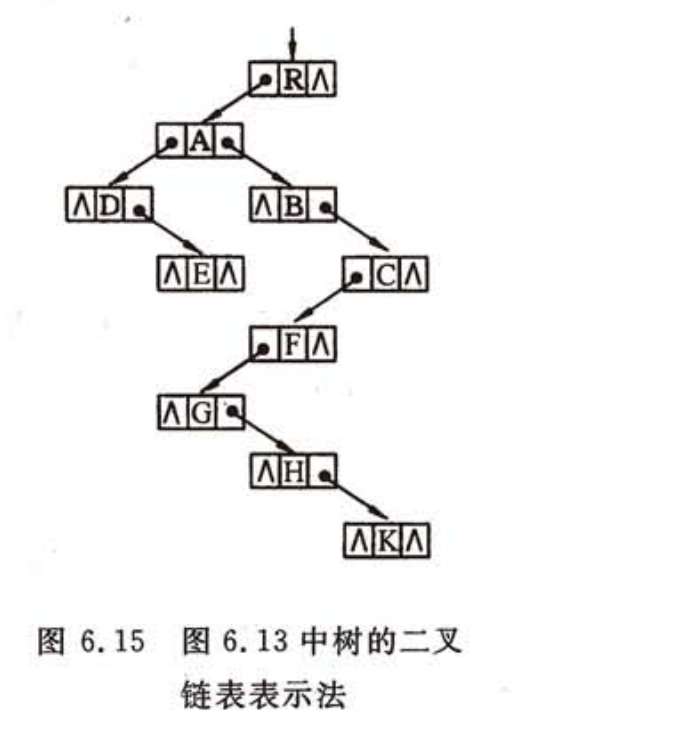 R Λ
A
Λ D Λ B
Λ E Λ C Λ
F Λ
Λ G
Λ H
Λ K Λ
图 6.15 图 6.13 中树的二叉
链表表示法